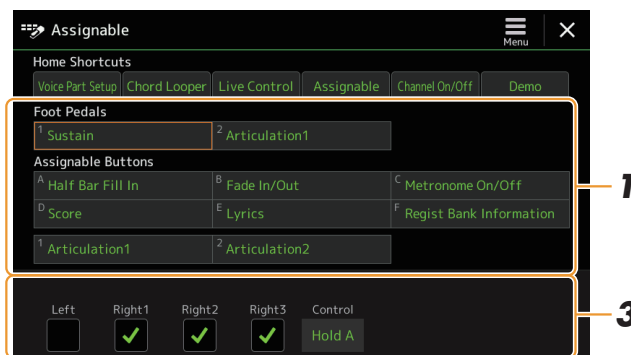 Assignable
Menu
Home Shortcuts
Voice Part Setup Chord Looper Live Control Assignable Channel On/Off Demo
Foot Pedals
1 Sustain 2 Articulation1
Assignable Buttons
A Half Bar Fill In B Fade In/Out C Metronome On/Off
D Score E Lyrics F Regist Bank Information
1 Articulation1 2 Articulation2
1
Left Right1 Right2 Right3 Control
Hold A
3